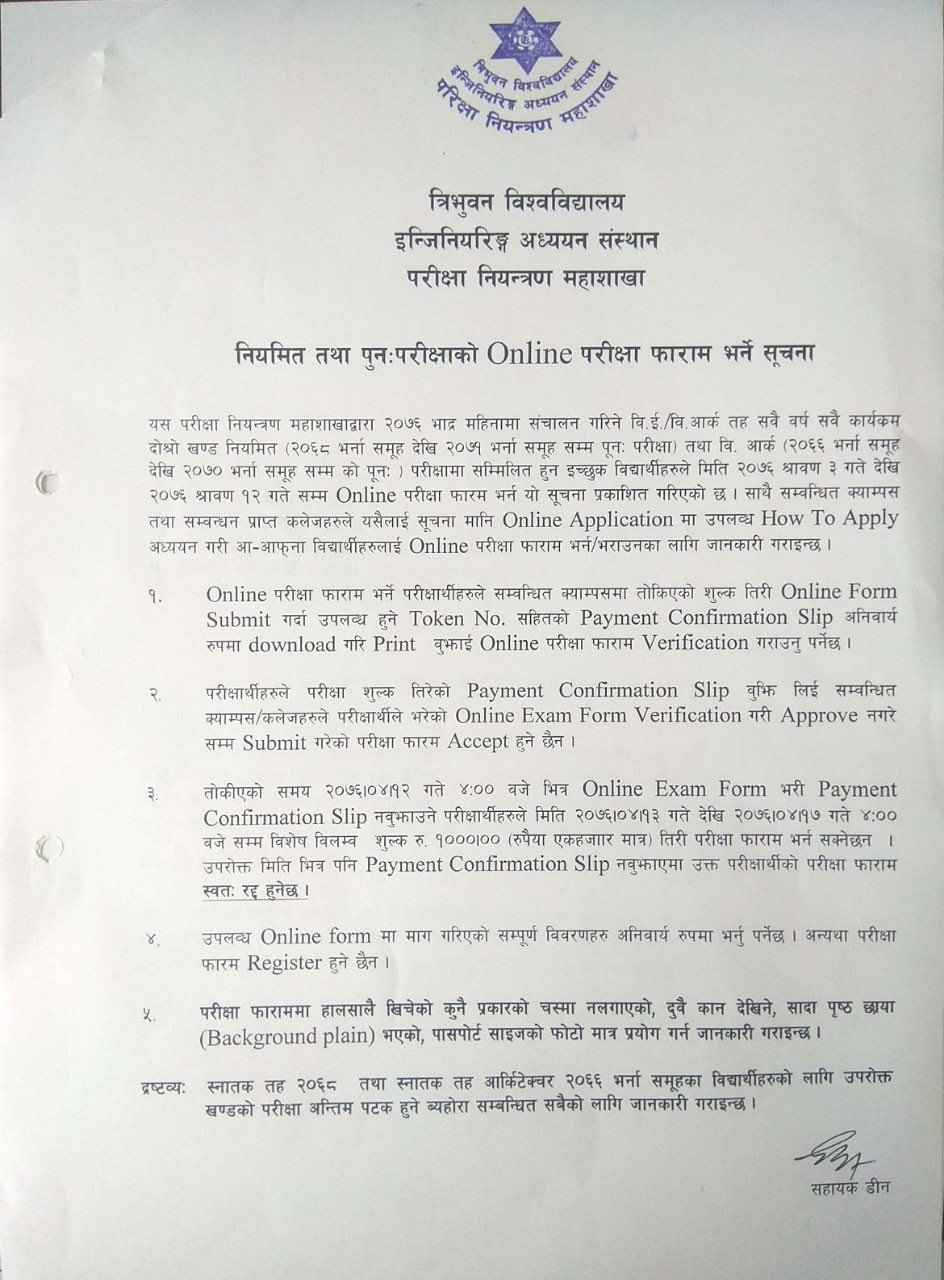 त्रिभुवन विश्वविद्यालय
इन्जिनियरिङ्ग अध्ययन संस्थान
परिक्षा नियन्त्रण महाशाखा
त्रिभुवन विश्वविद्यालय
इन्जिनियरिङ्ग अध्ययन संस्थान
परीक्षा नियन्त्रण महाशाखा
नियमित तथा पुनःपरीक्षाको Online परीक्षा फाराम भर्ने सूचना
यस परीक्षा नियन्त्रण महाशाखाद्वारा २०७६ भाद्र महिनामा संचालन गरिने वि.ई./वि.आर्क तह सवै वर्ष सवै कार्यकम
दोश्रो खण्ड नियमित (२०६८ भर्ना समूह देखि २०७१ भर्ना समूह सम्म पूनः परीक्षा) तथा वि. आर्क (२०६६ भर्ना समूह
देखि २०७० भर्ना समूह सम्म को पूनः ) परीक्षामा सम्मिलित हुन इच्छुक विद्यार्थीहरुले मिति २०७६ श्रावण ३ गते देखि
२०७६ श्रावण १२ गते सम्म Online परीक्षा फारम भर्न यो सूचना प्रकाशित गरिएको छ । साथै सम्वन्धित क्याम्पस
तथा सम्वन्धन प्राप्त कलेजहरुले यसैलाई सूचना मानि Online Application मा उपलब्ध How To Apply
अध्ययन गरी आ-आफ्ना विद्यार्थीहरुलाई Online परीक्षा फाराम भर्न/भराउनका लागि जानकारी गराइन्छ ।
१. Online परीक्षा फाराम भर्ने परीक्षार्थीहरुले सम्वन्धित क्याम्पसमा तोकिएको शुल्क तिरी Online Form
Submit गर्दा उपलब्ध हुने Token No. सहितको Payment Confirmation Slip अनिवार्य
रुपमा download गरि Print वुझाई Online परीक्षा फाराम Verification गराउनु पर्नेछ ।
२. परीक्षार्थीहरुले परीक्षा शुल्क तिरेको Payment Confirmation Slip वुझि लिई सम्वन्धित
क्याम्पस/कलेजहरुले परीक्षार्थीले भरेको Online Exam Form Verification गरी Approve नगरे
सम्म Submit गरेको परीक्षा फारम Accept हुने छैन ।
३. तोकीएको समय २०७६।०४।१२ गते ४:०० वजे भित्र Online Exam Form भरी Payment
Confirmation Slip नवुझाउने परीक्षार्थीहरुले मिति २०७६।०४।१३ गते देखि २०७६।०४।१७ गते ४:००
वजे सम्म विशेष विलम्व शुल्क रु. १०००।०० (रुपैया एकहजाार मात्र) तिरी परीक्षा फाराम भर्न सक्नेछन ।
उपरोक्त मिति भित्र पनि Payment Confirmation Slip नवुझाएमा उक्त परीक्षार्थीको परीक्षा फाराम
स्वतः रद्द हुनेछ ।
४. उपलव्ध Online form मा माग गरिएको सम्पूर्ण विवरणहरु अनिवार्य रुपमा भर्नु पर्नेछ । अन्यथा परीक्षा
फारम Register हुने छैन ।
५. परीक्षा फाराममा हालसालै खिचेको कुनै प्रकारको चस्मा नलगाएको, दुवै कान देखिने, सादा पृष्ठ छाया
(Background plain) भएको, पासपोर्ट साइजको फोटो मात्र प्रयोग गर्न जानकारी गराइन्छ ।
द्रष्टव्यः स्नातक तह २०६८ तथा स्नातक तह आर्किटेक्चर २०६६ भर्ना समूहका विद्यार्थीहरुको लागि उपरोक्त
खण्डको परीक्षा अन्तिम पटक हुने ब्यहोरा सम्बन्धित सबैको लागि जानकारी गराइन्छ ।
सहायक डीन